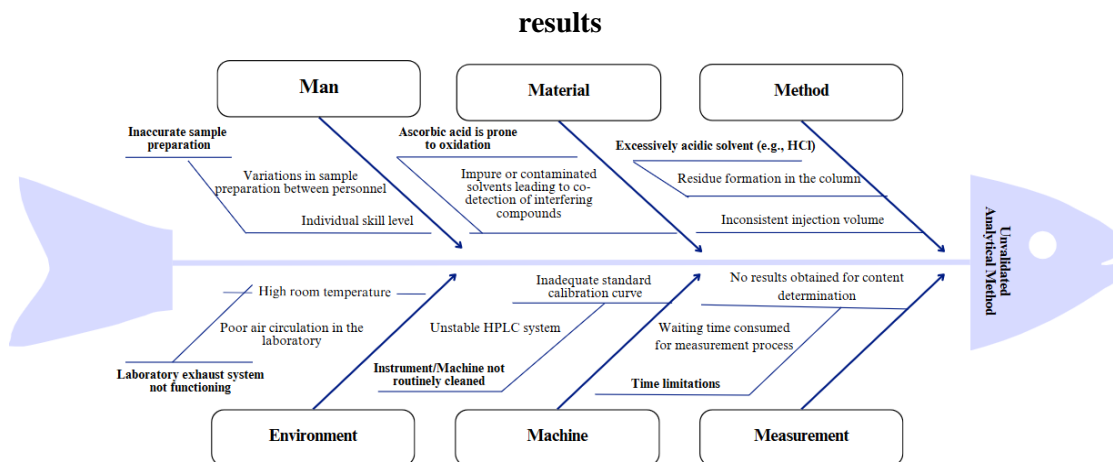 results
Man
Material
Method
Inaccurate sample
preparation
Variations in sample
preparation between personnel
Individual skill level
Ascorbic acid is prone
to oxidation
Impure or contaminated
solvents leading to co-
detection of interfering
compounds
Excessively acidic solvent (e.g., HCl)
Residue formation in the column
Inconsistent injection volume
Unvalidated
Analytical Method
High room temperature
Poor air circulation in the
laboratory
Laboratory exhaust system
not functioning
Inadequate standard
calibration curve
Unstable HPLC system
Instrument/Machine not
routinely cleaned
No results obtained for content
determination
Waiting time consumed
for measurement process
Time limitations
Environment
Machine
Measurement